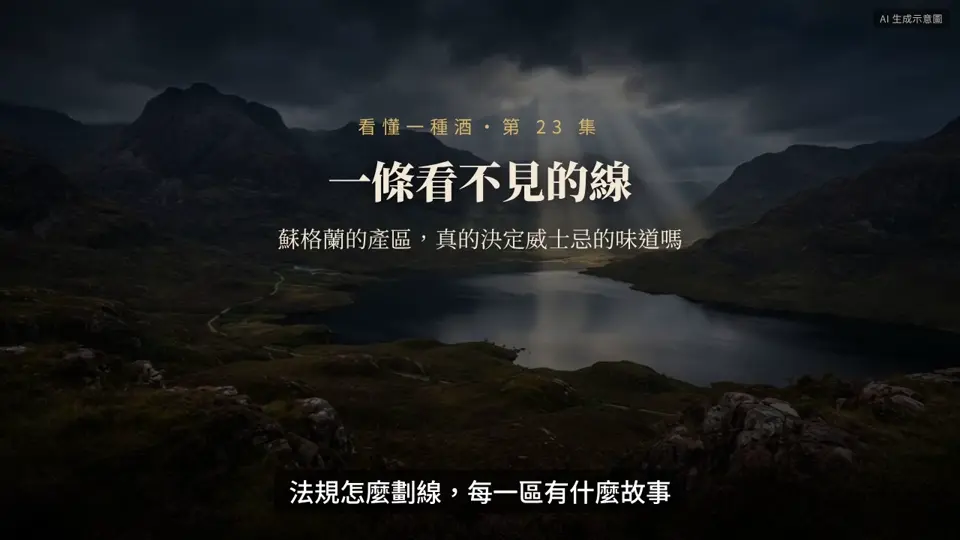 AI 生成示意圖
看懂一種酒・第 23 集
一條看不見的線
蘇格蘭的產區，真的決定威士忌的味道嗎
法規怎麼劃線，每一區有什麼故事